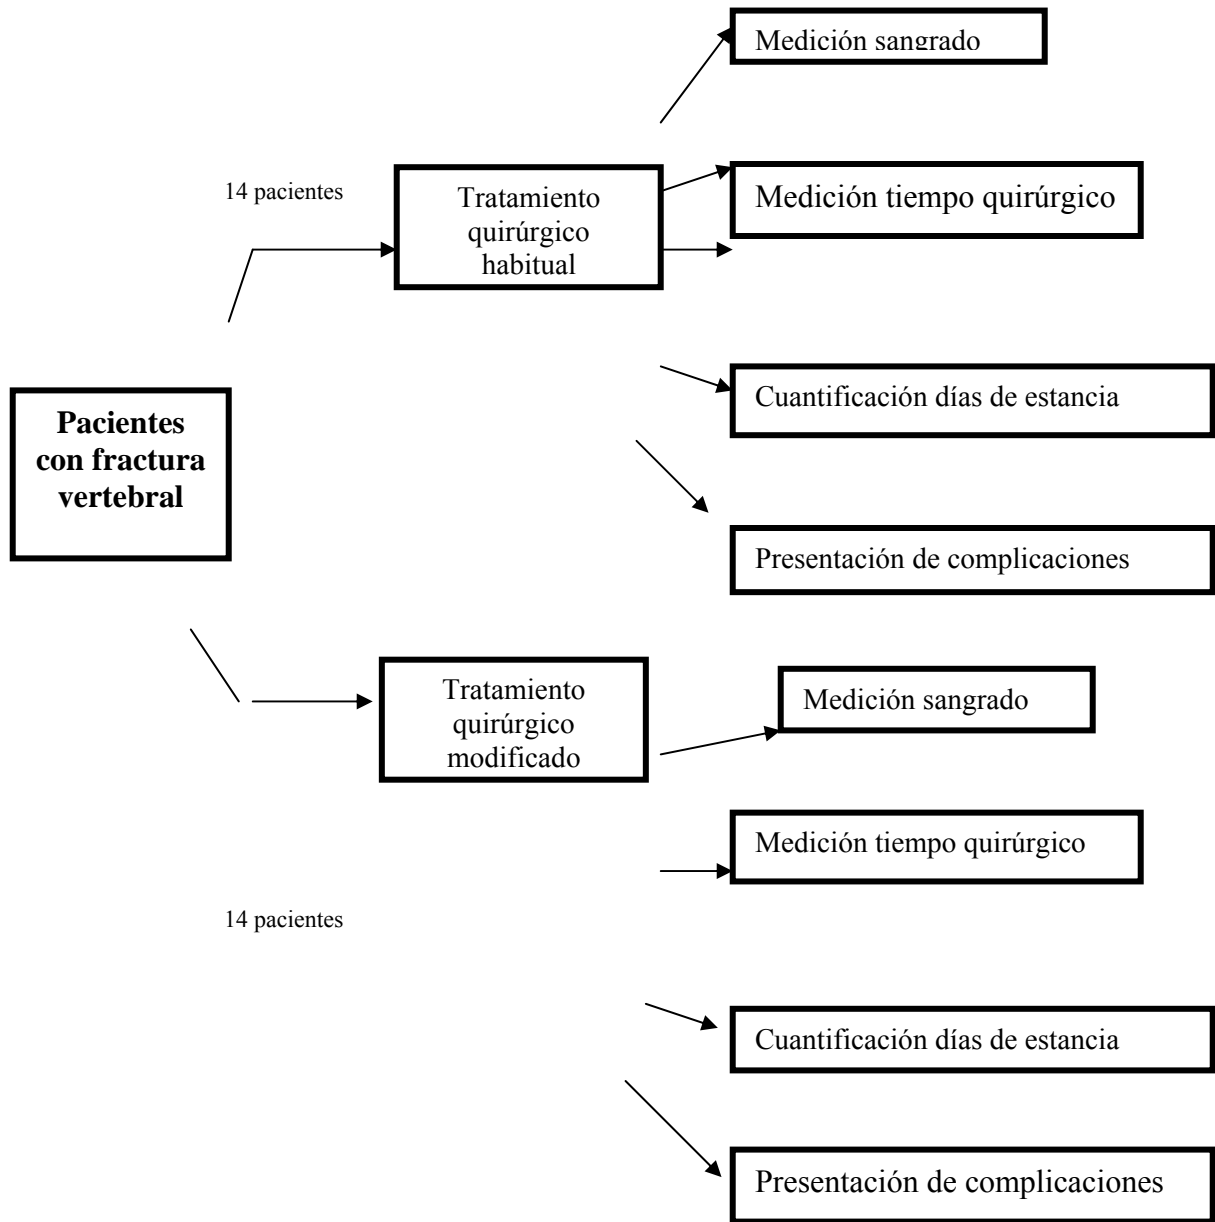 Medición sangrado
14 pacientes
Tratamiento
quirúrgico
habitual
Medición tiempo quirúrgico
Cuantificación días de estancia
Pacientes
con fractura
vertebral
Presentación de complicaciones
Tratamiento
quirúrgico
modificado
Medición sangrado
Medición tiempo quirúrgico
14 pacientes
Cuantificación días de estancia
Presentación de complicaciones